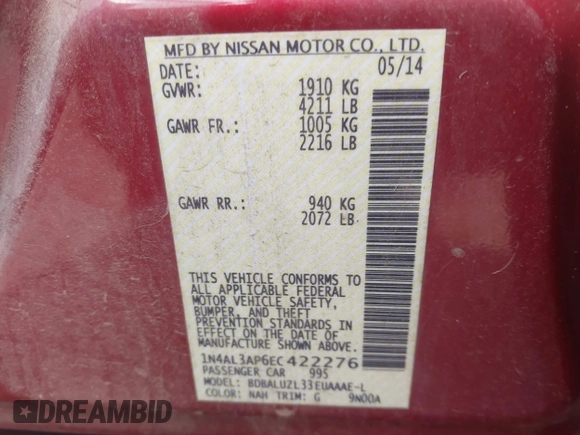 MFD BY NISSAN MOTOR CO., LTD.
DATE: 05/14
GVWR: 1910 KG
4211 LB
GAWR FR.: 1005 KG
2216 LB
GAWR RR.: 940 KG
2072 LB
THIS VEHICLE CONFORMS TO
ALL APPLICABLE FEDERAL
MOTOR VEHICLE SAFETY,
BUMPER, AND THEFT
PREVENTION STANDARDS IN
EFFECT ON THE DATE OF
MANUFACTURE SHOWN ABOVE.
1N4AL3AP6EC422276
PASSENGER CAR 995
MODEL: BDBALUZL33EUAAAE-L
COLOR: NAH TRIM: G 9N00A
DREAMBID